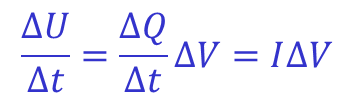 ΔU/Δt = ΔQ/Δt ΔV = IΔV